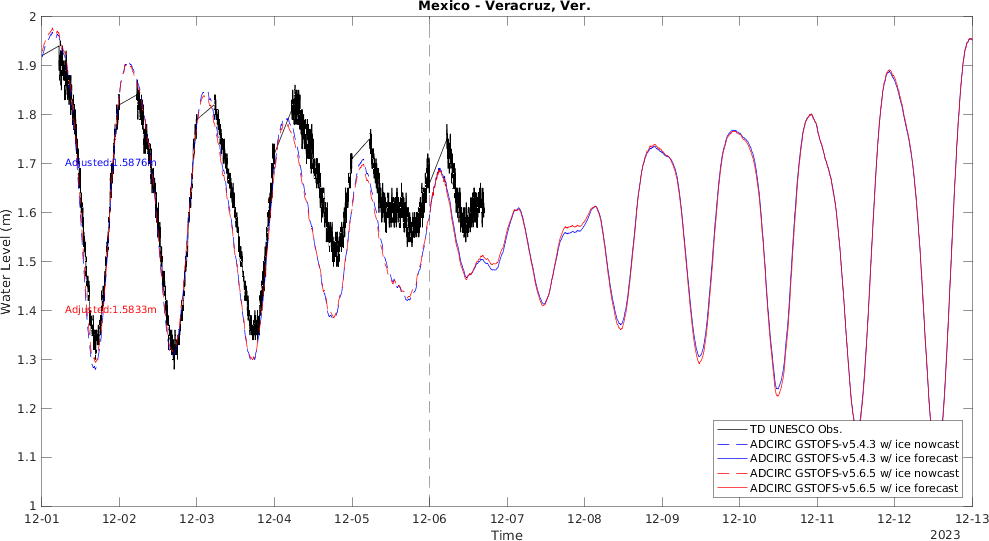 Mexico - Veracruz, Ver.
2
1.9
1.8
1.7
1.6
1.5
1.4
1.3
1.2
1.1
1
Water Level (m)
Adjusted:1.5876m
Adjusted:1.5833m
TD UNESCO Obs.
ADCIRC GSTOFS-v5.4.3 w/ ice nowcast
ADCIRC GSTOFS-v5.4.3 w/ ice forecast
ADCIRC GSTOFS-v5.6.5 w/ ice nowcast
ADCIRC GSTOFS-v5.6.5 w/ ice forecast
12-01 12-02 12-03 12-04 12-05 12-06 12-07 12-08 12-09 12-10 12-11 12-12 12-13
Time
2023